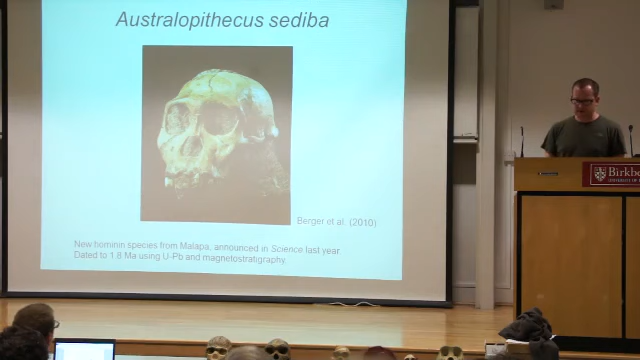 Australopithecus sediba
Berger et al. (2010)
New hominin species from Malapa, announced in Science last year.
Dated to 1.8 Ma using U-Pb and magnetostratigraphy
Birkbe